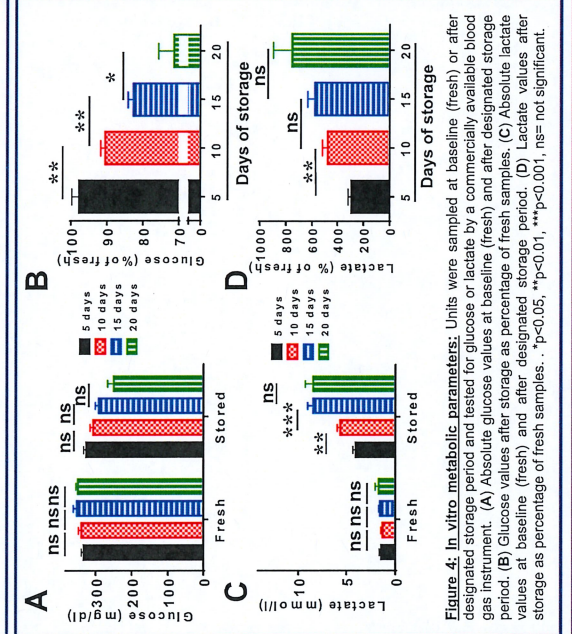 A
Glucose (mg/dl)
300
200
100
0
ns ns ns
ns ns ns
Fresh
Stored
5 days
10 days
15 days
20 days
B
Glucose (% of fresh)
100
90
80
70
6
0
**
**
*
5
10
15
20
Days of storage
C
Lactate (mmol/l)
10
5
0
ns ns ns
**
***
ns
Fresh
Stored
5 days
10 days
15 days
20 days
D
Lactate (% of fresh)
1000
800
600
400
200
0
**
ns
ns
5
10
15
20
Days of storage
Figure 4: In vitro metabolic parameters: Units were sampled at baseline (fresh) or after
designated storage period and tested for glucose or lactate by a commercially available blood
gas instrument. (A) Absolute glucose values at baseline (fresh) and after designated storage
period. (B) Glucose values after storage as percentage of fresh samples. (C) Absolute lactate
values at baseline (fresh) and after designated storage period. (D) Lactate values after
storage as percentage of fresh samples. . *p<0.05, **p<0.01, ***p<0.001, ns= not significant.